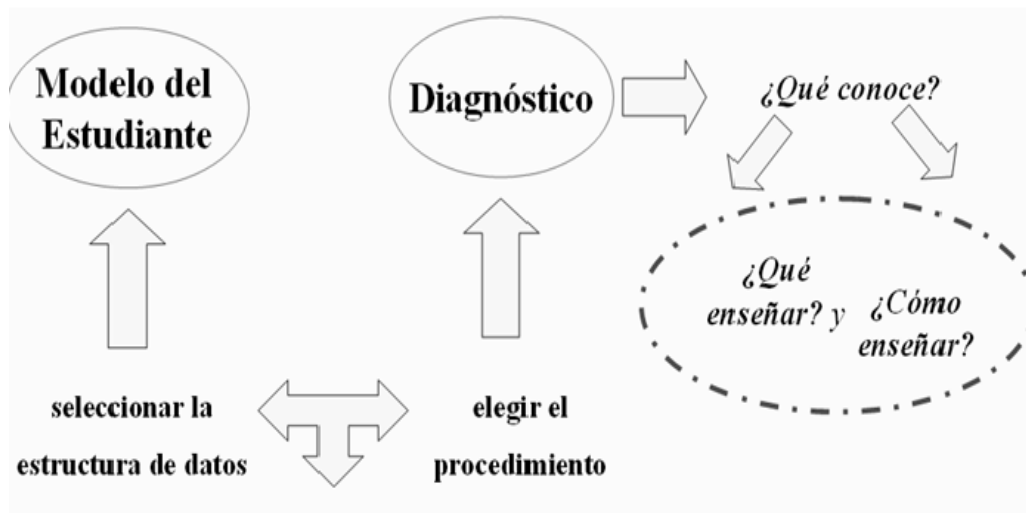 Modelo del
Estudiante
Diagnóstico
¿Qué conoce?
¿Qué
enseñar? y
¿Cómo
enseñar?
seleccionar la
estructura de datos
elegir el
procedimiento